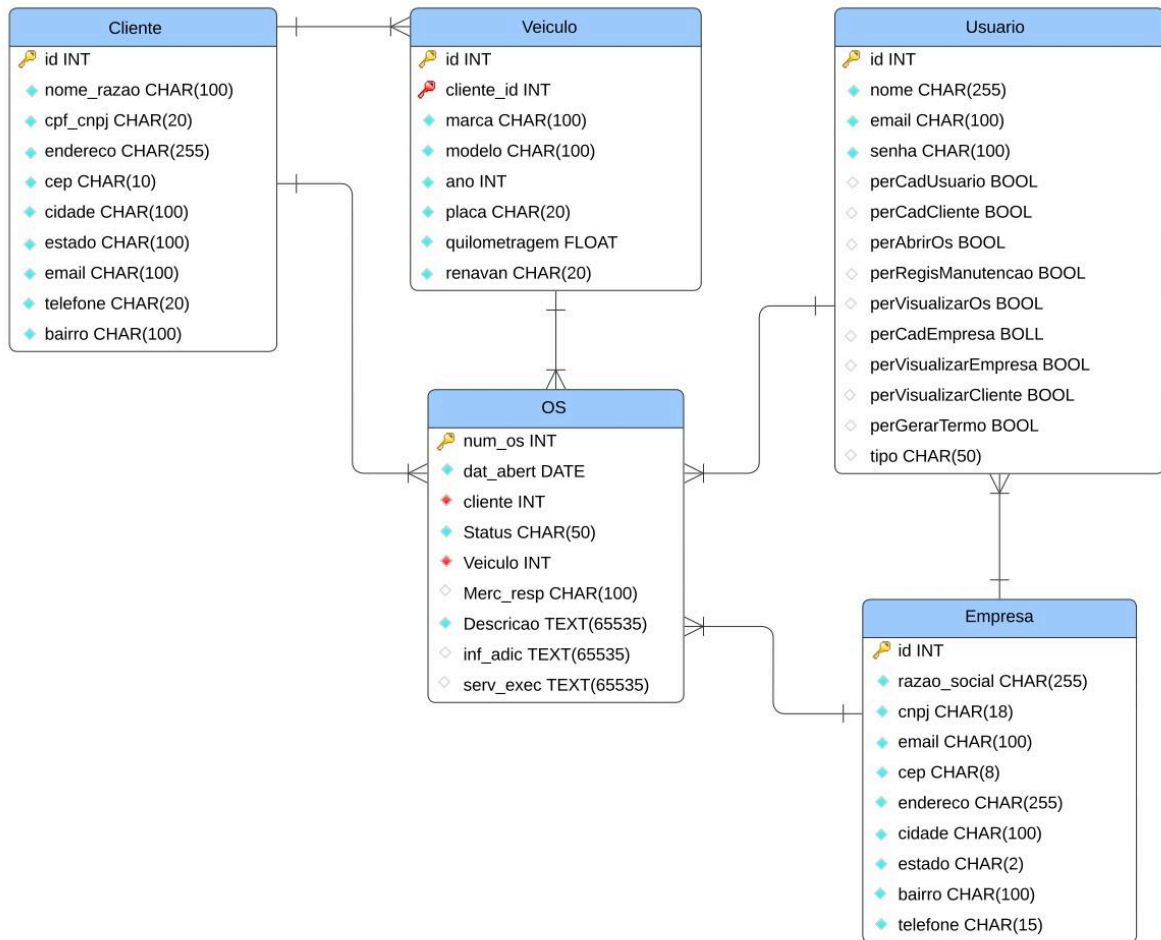 Cliente
id INT
nome_razao CHAR(100)
cpf_cnpj CHAR(20)
endereco CHAR(255)
cep CHAR(10)
cidade CHAR(100)
estado CHAR(100)
email CHAR(100)
telefone CHAR(20)
bairro CHAR(100)
Veiculo
id INT
cliente_id INT
marca CHAR(100)
modelo CHAR(100)
ano INT
placa CHAR(20)
quilometragem FLOAT
renavan CHAR(20)
Usuario
id INT
nome CHAR(255)
email CHAR(100)
senha CHAR(100)
perCadUsuario BOOL
perCadCliente BOOL
perAbrirOs BOOL
perRegisManutencao BOOL
perVisualizarOs BOOL
perCadEmpresa BOLL
perVisualizarEmpresa BOOL
perVisualizarCliente BOOL
perGerarTermo BOOL
tipo CHAR(50)
OS
num_os INT
dat_abert DATE
cliente INT
Status CHAR(50)
Veiculo INT
Merc_resp CHAR(100)
Descricao TEXT(65535)
inf_adic TEXT(65535)
serv_exec TEXT(65535)
Empresa
id INT
razao_social CHAR(255)
cnpj CHAR(18)
email CHAR(100)
cep CHAR(8)
endereco CHAR(255)
cidade CHAR(100)
estado CHAR(2)
bairro CHAR(100)
telefone CHAR(15)